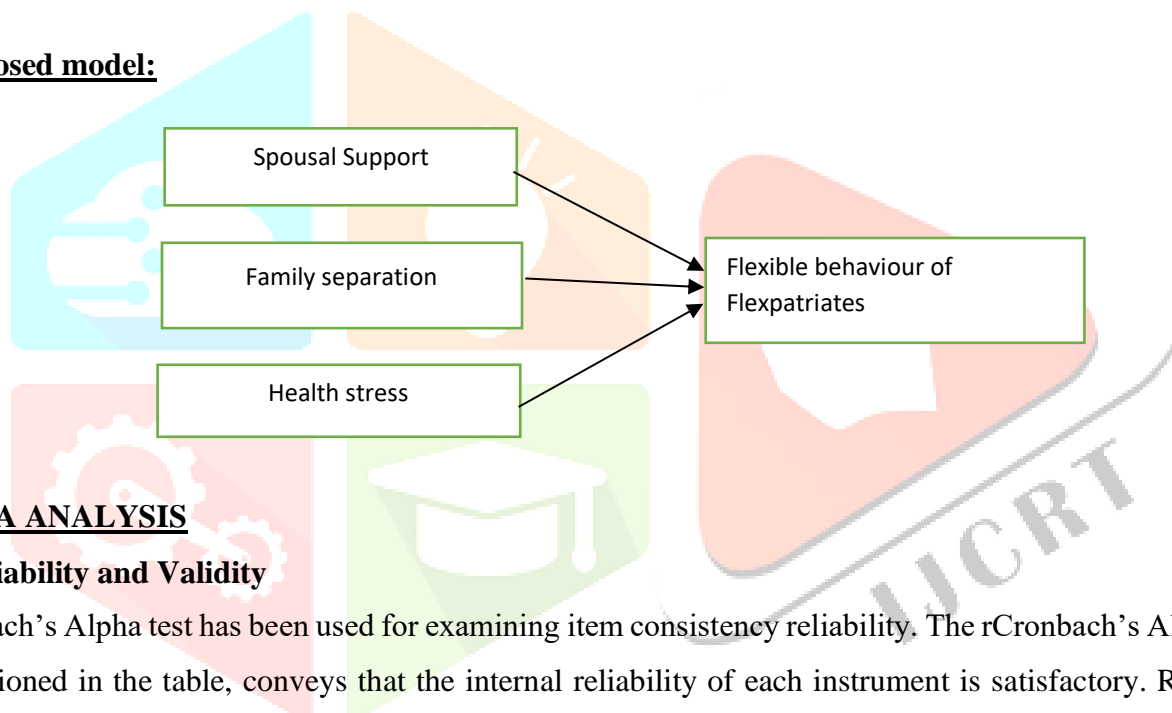 osed model:
Spousal Support
Family separation
Health stress
Flexible behaviour of
Flexpatriates
A ANALYSIS
iability and Validity
ach’s Alpha test has been used for examining item consistency reliability. The rCronbach’s Al
tioned in the table, conveys that the internal reliability of each instrument is satisfactory. R
IJCRT